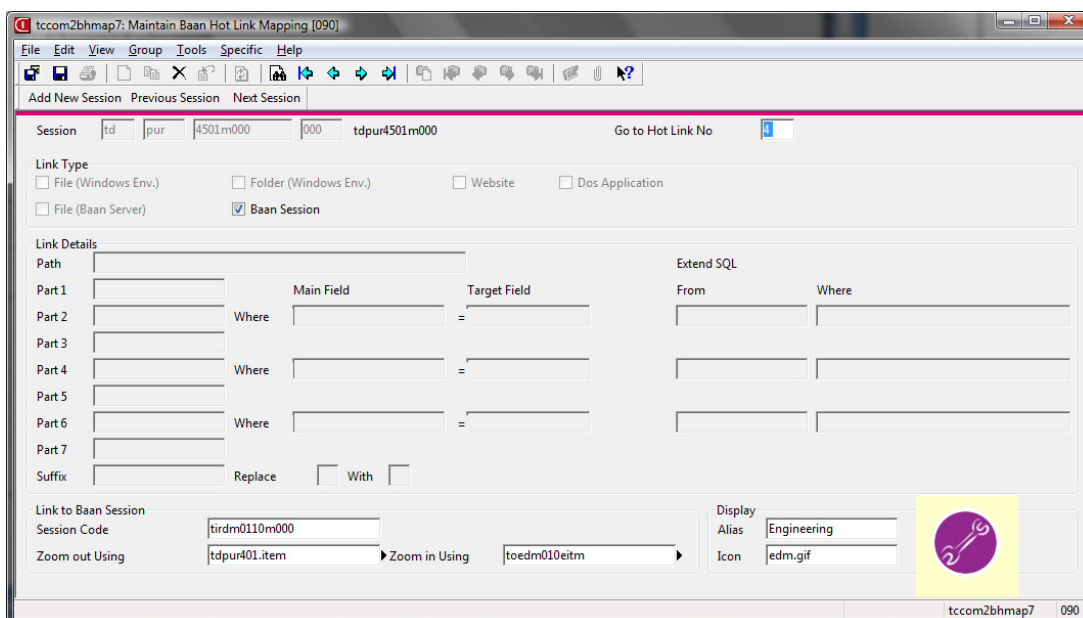 tccom2bhmap7: Maintain Baan Hot Link Mapping [090]
File Edit View Group Tools Specific Help
Add New Session Previous Session Next Session
Session td pur 4501m000 000 tdpur4501m000 Go to Hot Link No 4
Link Type
File (Windows Env.) Folder (Windows Env.) Website Dos Application
File (Baan Server) Baan Session
Link Details
Path Extend SQL
Part 1 Main Field Target Field From Where
Part 2 Where =
Part 3
Part 4 Where =
Part 5
Part 6 Where =
Part 7
Suffix Replace With
Link to Baan Session Display
Session Code tirdm0110m000 Alias Engineering
Zoom out Using tdpur401.item Zoom in Using toedm010eitm Icon edm.gif
tccom2bhmap7 090